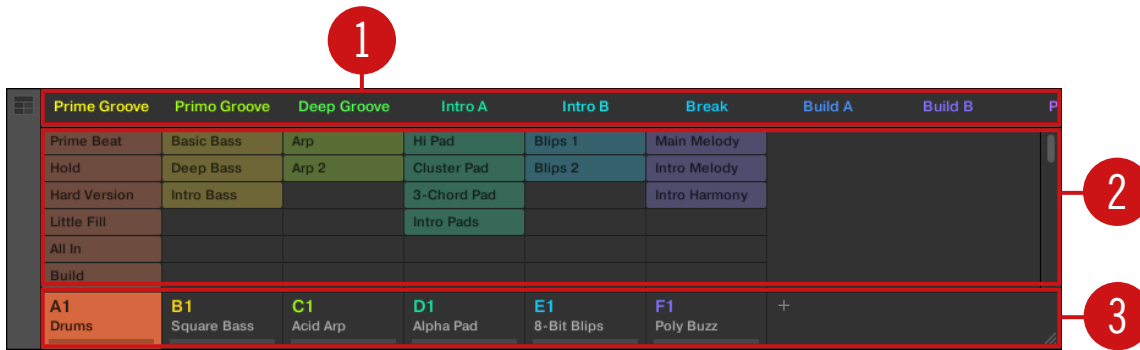 1
Prime Groove Primo Groove Deep Groove Intro A Intro B Break Build A Build B P
Prime Beat Basic Bass Arp Hi Pad Blips 1 Main Melody
Hold Deep Bass Arp 2 Cluster Pad Blips 2 Intro Melody
2
Hard Version Intro Bass 3-Chord Pad Intro Harmony
Little Fill Intro Pads
All In
Build
A1 B1 C1 D1 E1 F1 +
3
Drums Square Bass Acid Arp Alpha Pad 8-Bit Blips Poly Buzz